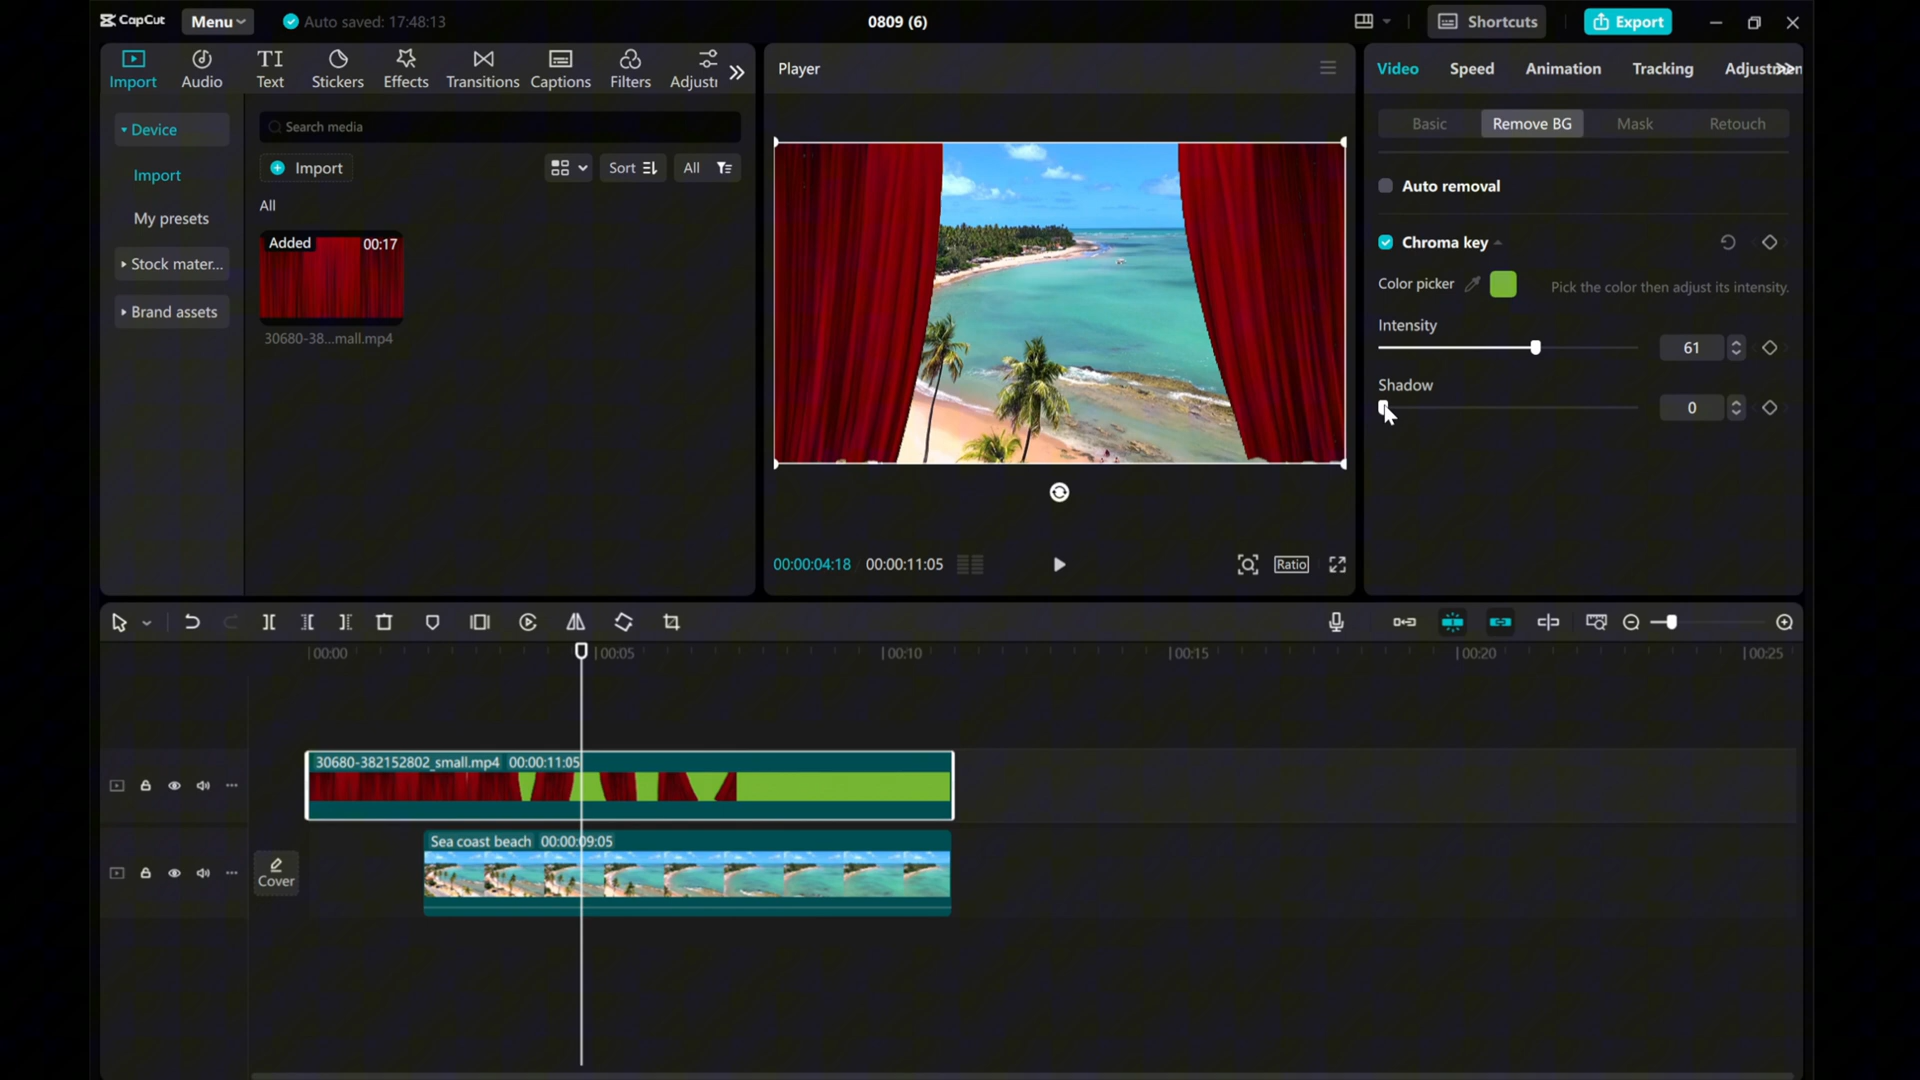 CapCut
Menu
Auto saved: 17:48:13
0809 (6)
Shortcuts
Export
Import
Audio
TI
Text
Stickers
Effects
Transitions
Captions
Filters
Adjust
Player
Video
Speed
Animation
Tracking
Adjustmen
Device
Import
My presets
Stock mater...
Brand assets
Search media
Import
Sort
All
All
Added
00:17
30680-38...mall.mp4
Basic
Remove BG
Mask
Retouch
Auto removal
Chroma key
Color picker
Pick the color then adjust its intensity.
Intensity
61
Shadow
0
00:00:04:18
00:00:11:05
Ratio
00:00
00:05
00:10
00:15
00:20
00:25
30680-382152802_small.mp4 00:00:11:05
Sea coast beach 00:00:09:05
Cover